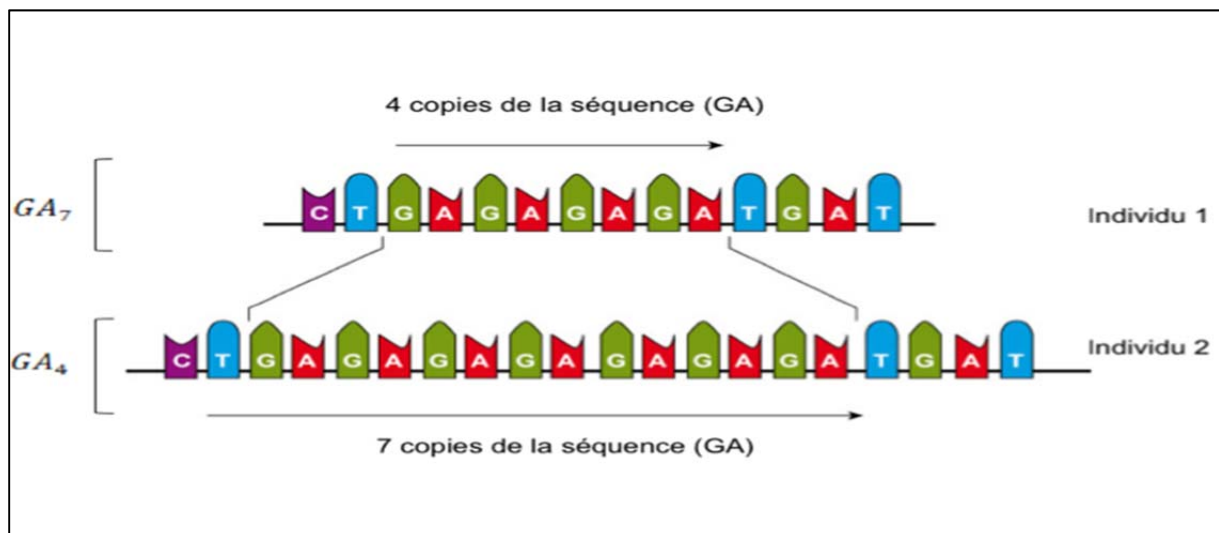 4 copies de la séquence (GA)
GA₇ C T G A G A G A G A T G A T Individu 1
GA₄ C T G A G A G A G A G A G A G A T G A T Individu 2
7 copies de la séquence (GA)